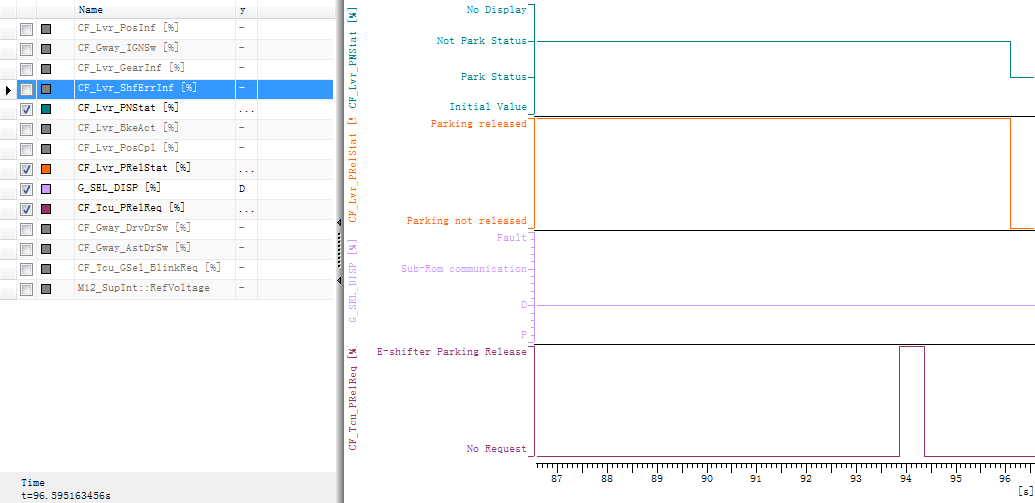 Name y
CF_Lvr_PosInf [%] -
CF_Gway_IGNSw [%] -
CF_Lvr_GearInf [%] -
CF_Lvr_ShfErrInf [%] -
CF_Lvr_PNStat [%] ...
CF_Lvr_BkeAct [%] -
CF_Lvr_PosCpl [%] -
CF_Lvr_PRelStat [%] ...
G_SEL_DISP [%] D
CF_Tcu_PRelReq [%] ...
CF_Gway_DrvDrSw [%] -
CF_Gway_AstDrSw [%] -
CF_Tcu_GSel_BlinkReq [%] -
M12_SupInt::RefVoltage -
Time
t=96.595163456s
CF_Lvr_PNStat [%]
No Display
Not Park Status
Park Status
Initial Value
CF_Lvr_PRelStat
Parking released
Parking not released
G_SEL_DISP [%]
Fault
Sub-Rom communication
D
P
CF_Tcu_PRelReq [%]
E-shifter Parking Release
No Request
87 88 89 90 91 92 93 94 95 96
[s]